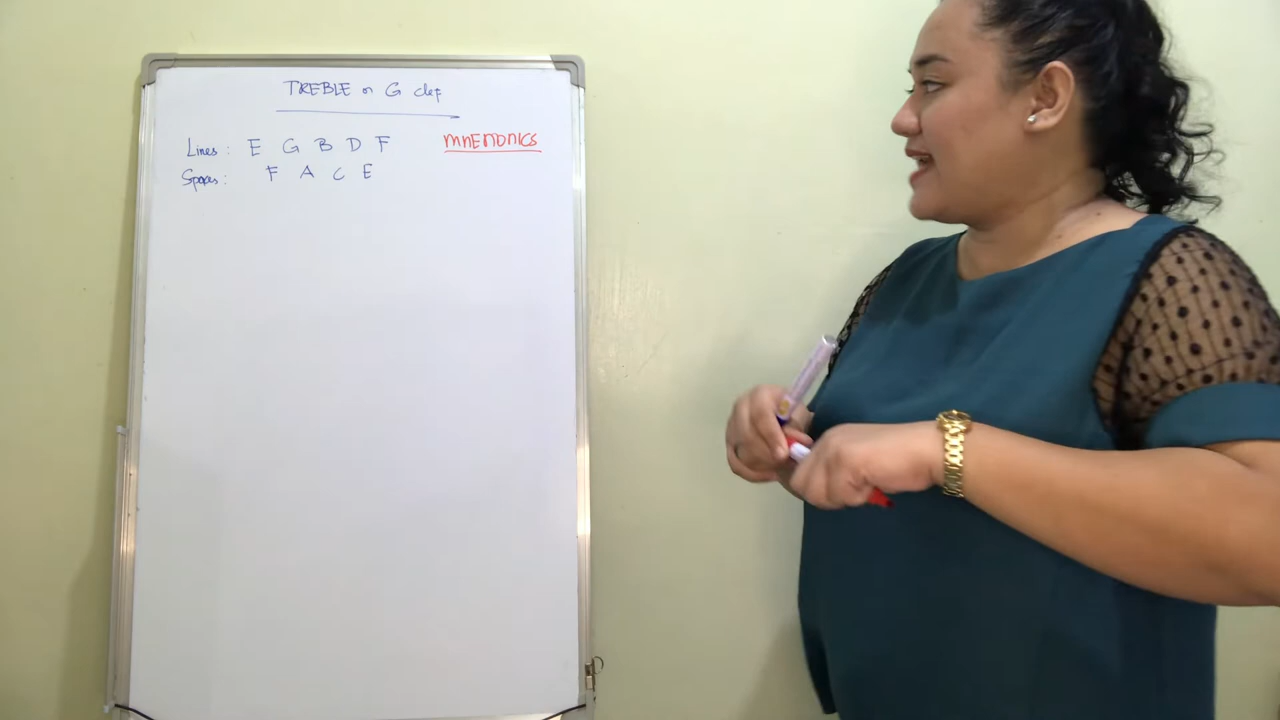 TREBLE or G clef
Lines : E G B D F
mnEmonics
Spaces : F A C E